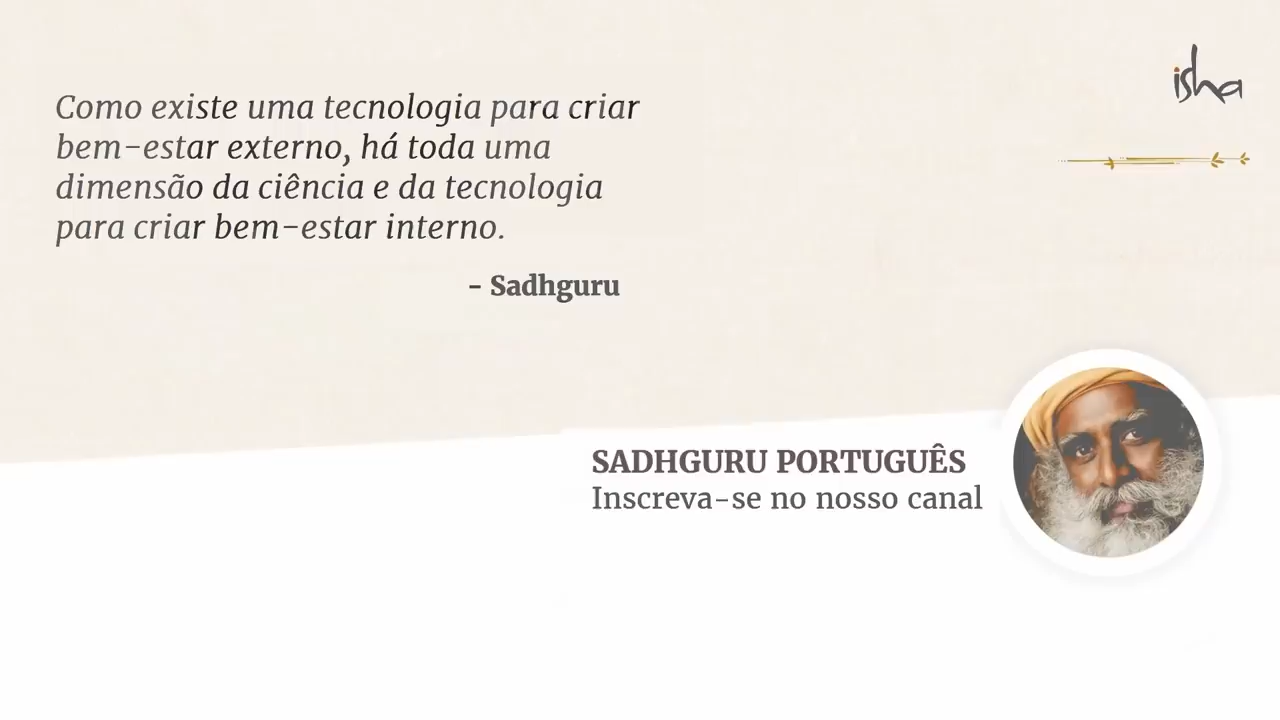 Como existe uma tecnologia para criar
bem-estar externo, há toda uma
dimensão da ciência e da tecnologia
para criar bem-estar interno.
- Sadhguru
isha
SADHGURU PORTUGUÊS
Inscreva-se no nosso canal